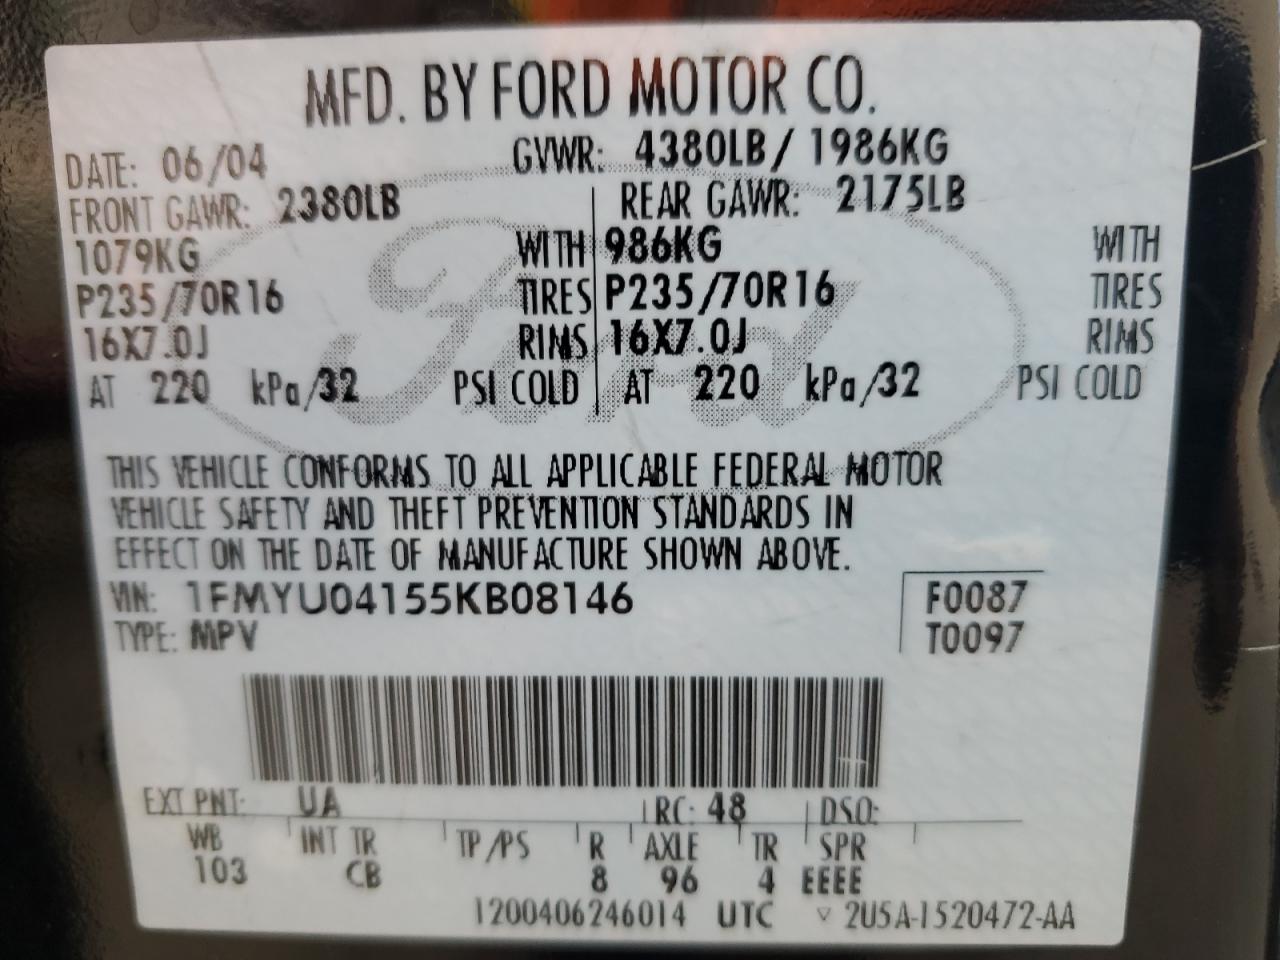 MFD. BY FORD MOTOR CO.
DATE: 06/04 GVWR: 4380LB/ 1986KG
FRONT GAWR: 2380LB REAR GAWR: 2175LB
1079KG WITH 986KG WITH
P235/70R16 TIRES P235/70R16 TIRES
16X7.0J RIMS 16X7.0J RIMS
AT 220 kPa/32 PSI COLD AT 220 kPa/32 PSI COLD
Ford
THIS VEHICLE CONFORMS TO ALL APPLICABLE FEDERAL MOTOR
VEHICLE SAFETY AND THEFT PREVENTION STANDARDS IN
EFFECT ON THE DATE OF MANUFACTURE SHOWN ABOVE.
VIN: 1FMYU04155KB08146 F0087
TYPE: MPV T0097
EXT PNT: UA RC: 48 DSO:
WB INT TR TP/PS R AXLE TR SPR
103 CB 8 96 4 EEEE
1200406246014 UTC ▽ 2U5A-1520472-AA